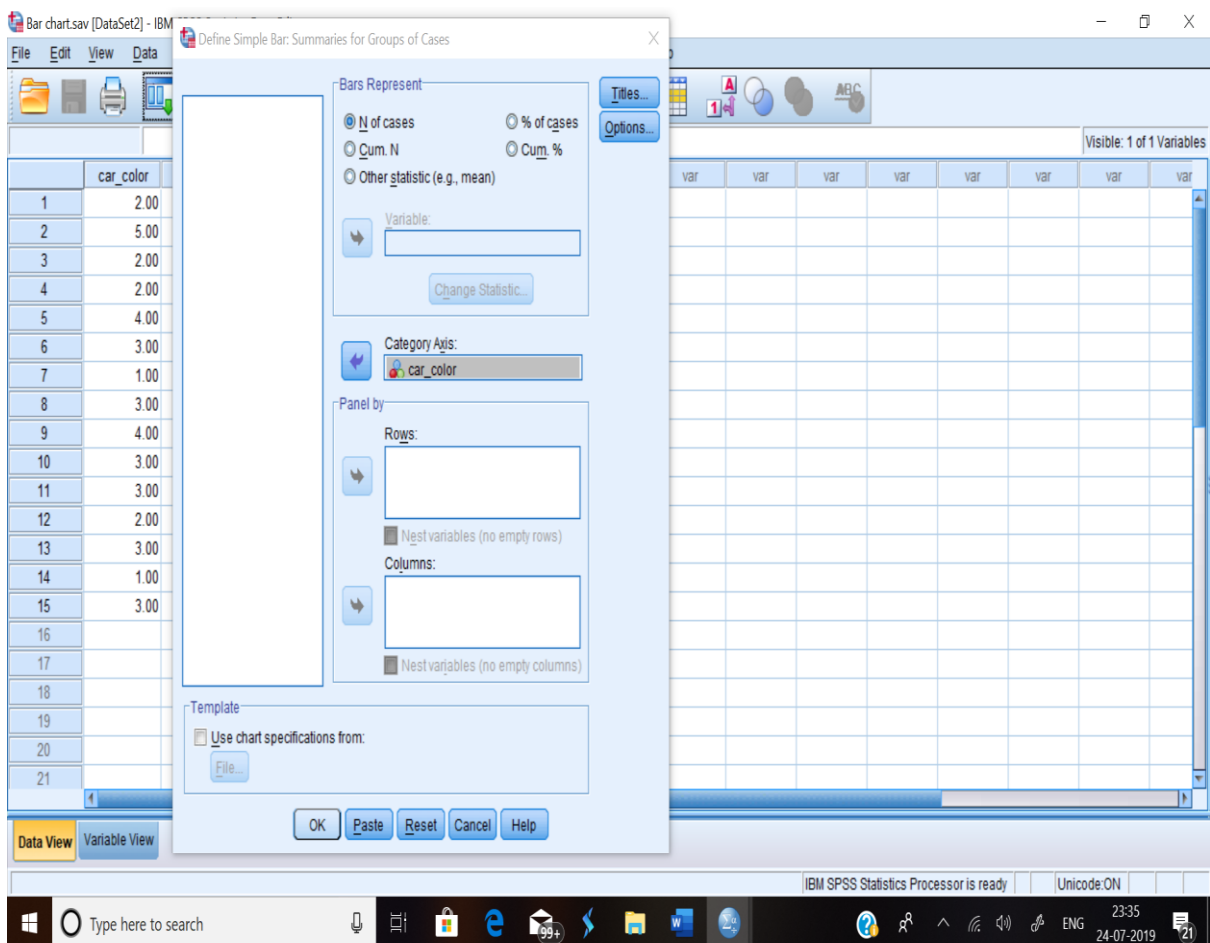 Bar chart.sav [DataSet2] - IBM
Define Simple Bar: Summaries for Groups of Cases
File Edit View Data
Visible: 1 of 1 Variables
car_color
var var var var var var var var
1 2.00
2 5.00
3 2.00
4 2.00
5 4.00
6 3.00
7 1.00
8 3.00
9 4.00
10 3.00
11 3.00
12 2.00
13 3.00
14 1.00
15 3.00
16
17
18
19
20
21
Bars Represent
N of cases % of cases
Cum. N Cum. %
Other statistic (e.g., mean)
Variable:
Change Statistic...
Category Axis:
car_color
Panel by
Rows:
Nest variables (no empty rows)
Columns:
Nest variables (no empty columns)
Template
Use chart specifications from:
File...
Titles...
Options...
OK Paste Reset Cancel Help
A
1
ABC
Data View Variable View
IBM SPSS Statistics Processor is ready Unicode:ON
Type here to search
99+
W
ENG
23:35
24-07-2019
21